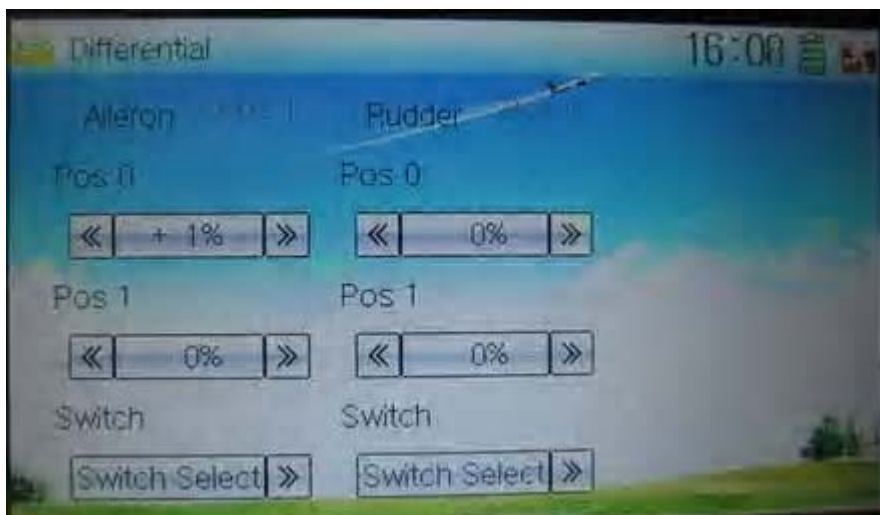 Differential 16:00
Aileron Rudder
Pos 0 Pos 0
« + 1% » « 0% »
Pos 1 Pos 1
« 0% » « 0% »
Switch Switch
Switch Select » Switch Select »